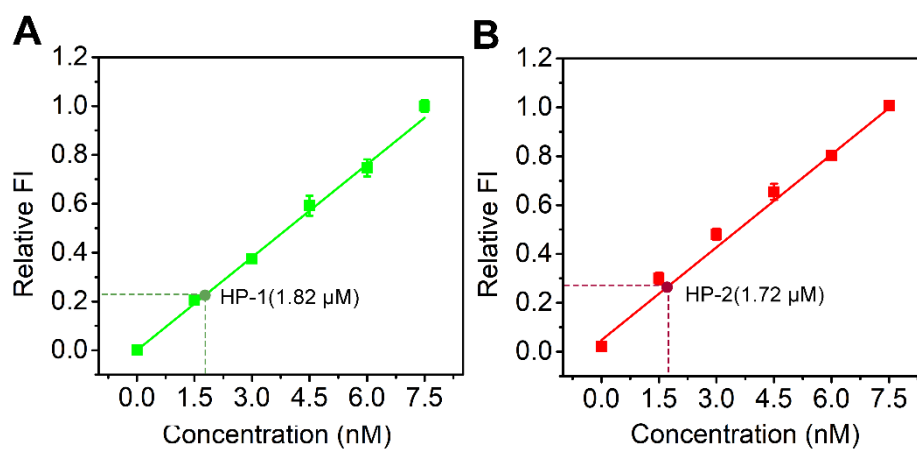 A
Relative FI
1.2
1.0
0.8
0.6
0.4
0.2
0.0
HP-1(1.82 μM)
0.0 1.5 3.0 4.5 6.0 7.5
Concentration (nM)
B
Relative FI
1.2
1.0
0.8
0.6
0.4
0.2
0.0
HP-2(1.72 μM)
0.0 1.5 3.0 4.5 6.0 7.5
Concentration (nM)